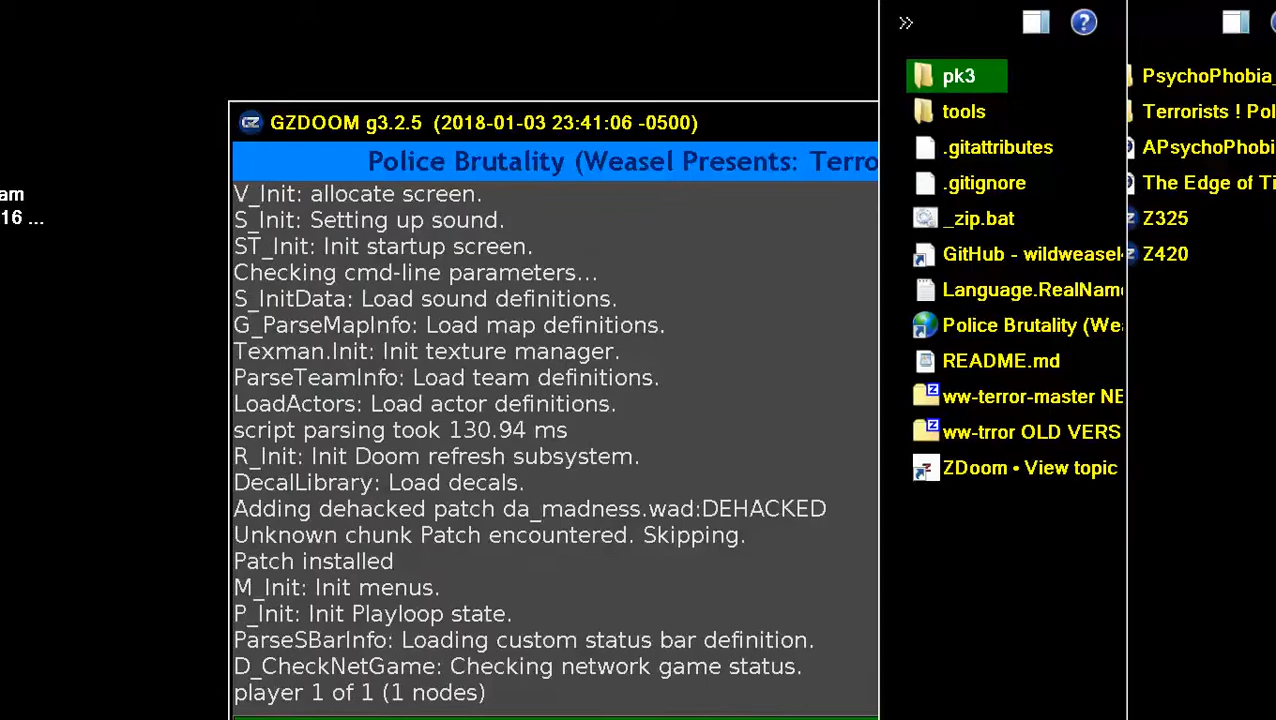 am
16 ...
GZDOOM g3.2.5 (2018-01-03 23:41:06 -0500)
Police Brutality (Weasel Presents: Terro
V_Init: allocate screen.
S_Init: Setting up sound.
ST_Init: Init startup screen.
Checking cmd-line parameters...
S_InitData: Load sound definitions.
G_ParseMapInfo: Load map definitions.
Texman.Init: Init texture manager.
ParseTeamInfo: Load team definitions.
LoadActors: Load actor definitions.
script parsing took 130.94 ms
R_Init: Init Doom refresh subsystem.
DecalLibrary: Load decals.
Adding dehacked patch da_madness.wad:DEHACKED
Unknown chunk Patch encountered. Skipping.
Patch installed
M_Init: Init menus.
P_Init: Init Playloop state.
ParseSBarInfo: Loading custom status bar definition.
D_CheckNetGame: Checking network game status.
player 1 of 1 (1 nodes)
»
pk3
tools
.gitattributes
.gitignore
_zip.bat
GitHub - wildweasel
Language.RealName
Police Brutality (We
README.md
ww-terror-master NE
ww-trror OLD VERS
ZDoom • View topic
PsychoPhobia_
Terrorists ! Pol
APsychoPhobi
The Edge of Ti
Z325
Z420